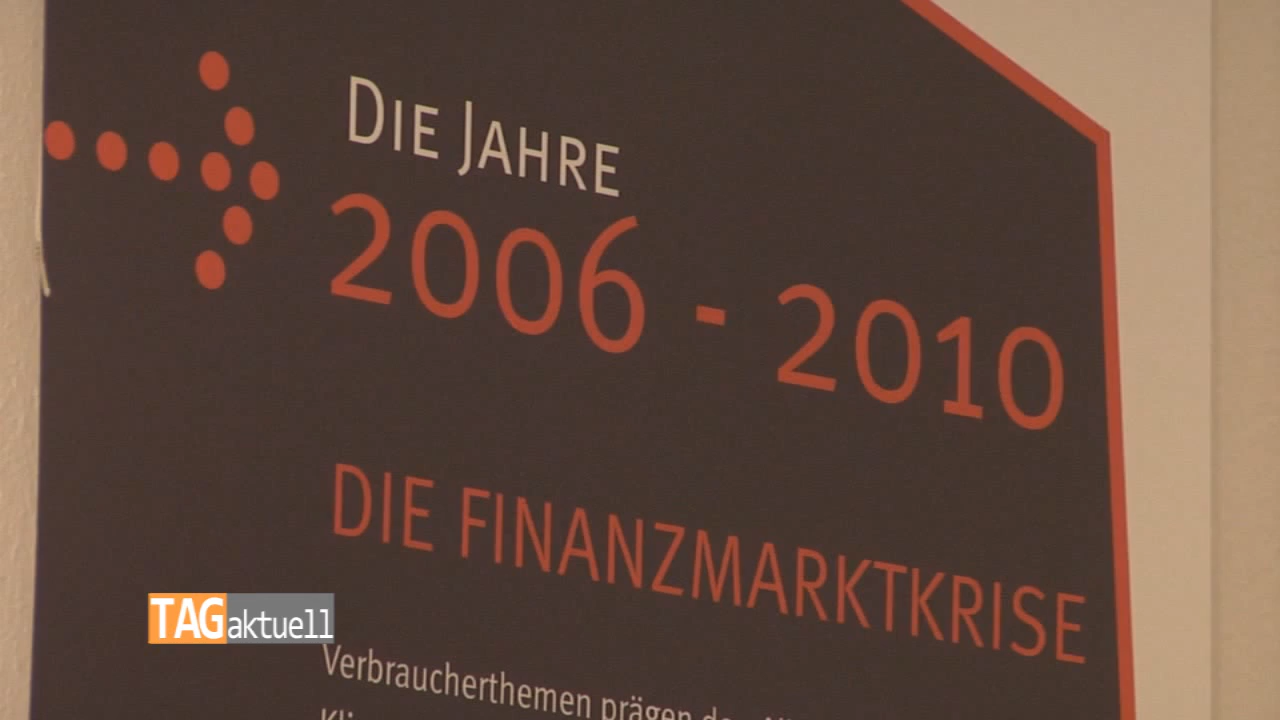 DIE JAHRE
2006 - 2010
DIE FINANZMARKTKRISE
TAGaktuell
Verbraucherthemen prägen